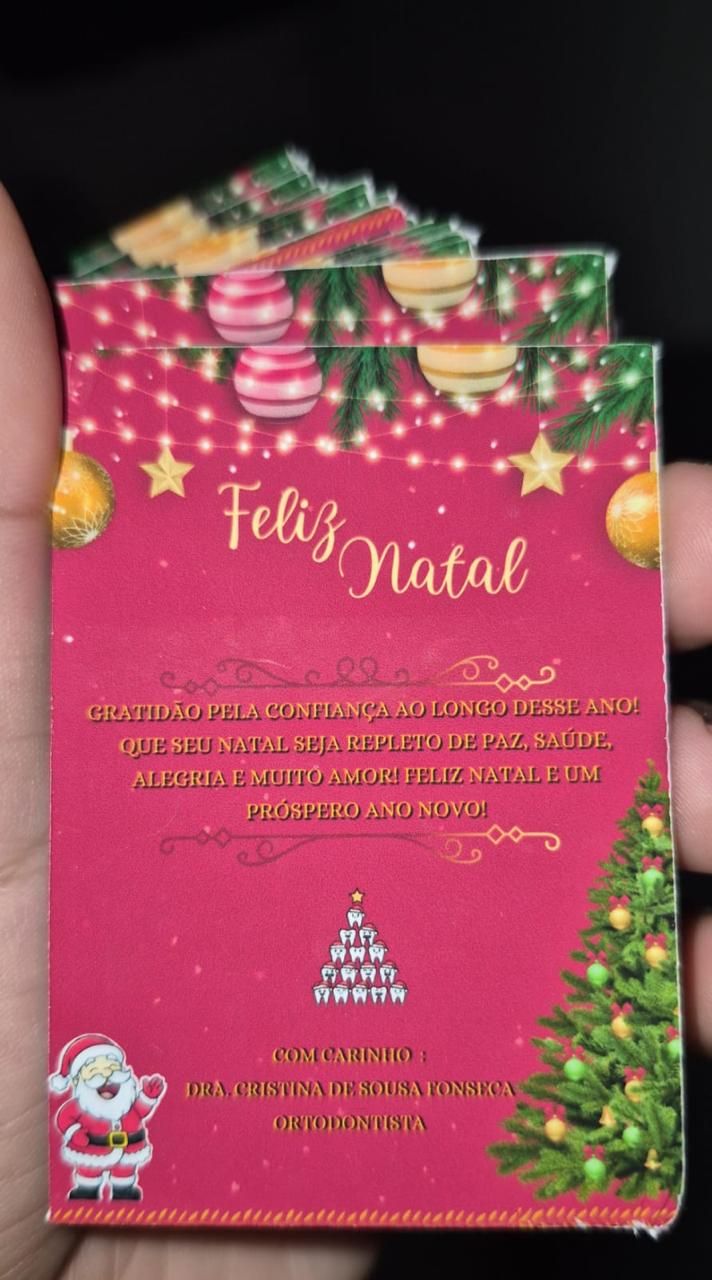 Feliz
Natal
GRATIDÃO PELA CONFIANÇA AO LONGO DESSE ANO!
QUE SEU NATAL SEJA REPLETO DE PAZ, SAÚDE,
ALEGRIA E MUITO AMOR! FELIZ NATAL E UM
PRÓSPERO ANO NOVO!
COM CARINHO :
DRA. CRISTINA DE SOUSA FONSECA
ORTODONTISTA